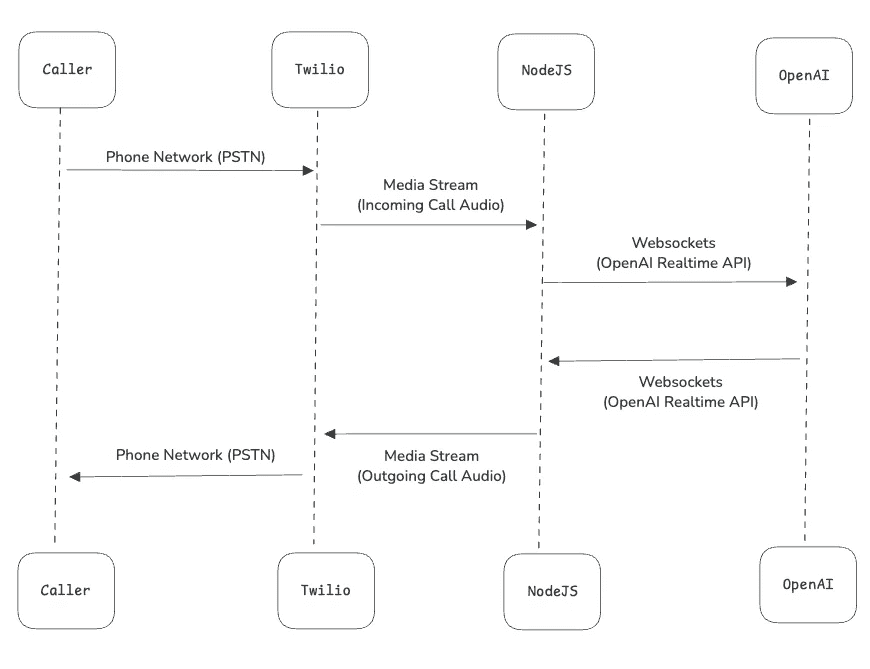 Caller
Twilio
NodeJS
OpenAI
Phone Network (PSTN)
Media Stream
(Incoming Call Audio)
Websockets
(OpenAI Realtime API)
Websockets
(OpenAI Realtime API)
Media Stream
(Outgoing Call Audio)
Phone Network (PSTN)
Caller
Twilio
NodeJS
OpenAI